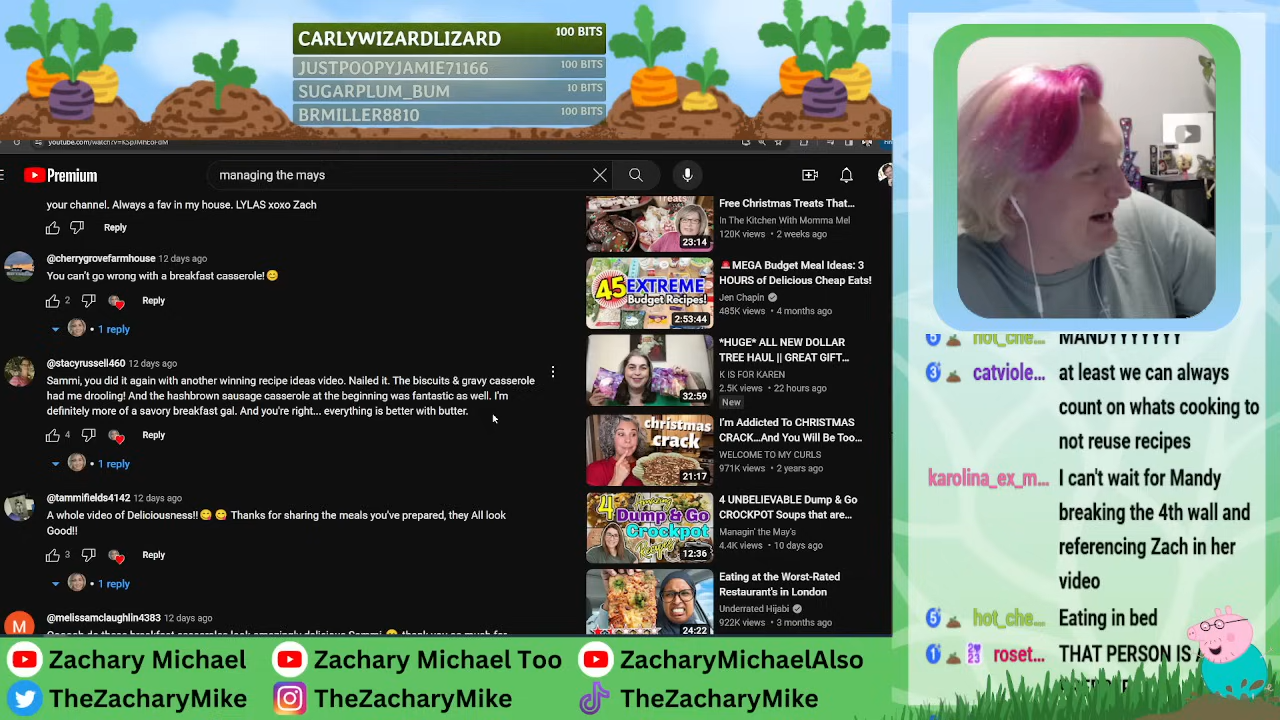 CARLYWIZARDLIZARD 100 BITS
JUSTPOOPYJAMIE71166 100 BITS
SUGARPLUM_BUM 10 BITS
BRMILLER8810 100 BITS
Premium
managing the mays
your channel. Always a fav in my house. LYLAS xoxo Zach
Reply
@cherrygrovefarmhouse 12 days ago
You can't go wrong with a breakfast casserole!😊
2 Reply
• 1 reply
@stacyrussell460 12 days ago
Sammi, you did it again with another winning recipe ideas video. Nailed it. The biscuits & gravy casserole
had me drooling! And the hashbrown sausage casserole at the beginning was fantastic as well. I'm
definitely more of a savory breakfast gal. And you're right... everything is better with butter.
4 Reply
• 1 reply
@tammifields4142 12 days ago
A whole video of Deliciousness!!😋 😋 Thanks for sharing the meals you've prepared, they All look
Good!!
3 Reply
• 1 reply
M
@melissamclaughlin4383 12 days ago
Treats
23:14
Free Christmas Treats That...
In The Kitchen With Momma Mel
120K views • 2 weeks ago
45 EXTREME
Budget Recipes!
2:53:44
🚨MEGA Budget Meal Ideas: 3
HOURS of Delicious Cheap Eats!
Jen Chapin
485K views • 4 months ago
32:59
*HUGE* ALL NEW DOLLAR
TREE HAUL || GREAT GIFT...
K IS FOR KAREN
2.5K views • 22 hours ago
New
christmas
crack
21:17
I'm Addicted To CHRISTMAS
CRACK...And You Will Be Too...
WELCOME TO MY CURLS
971K views • 2 years ago
4
Dump & Go
Crockpot
12:36
4 UNBELIEVABLE Dump & Go
CROCKPOT Soups that are...
Managin' the May's
4.4K views • 10 days ago
24:22
Eating at the Worst-Rated
Restaurant's in London
Underrated Hijabi
922K views • 3 months ago
hot_che... MANDYYYYYYY
catviole... at least we can always
count on whats cooking to
not reuse recipes
karolina_ex_m... I can't wait for Mandy
breaking the 4th wall and
referencing Zach in her
video
hot_che... Eating in bed
roset... THAT PERSON IS
Zachary Michael
Zachary Michael Too
ZacharyMichaelAlso
TheZacharyMike
TheZacharyMike
TheZacharyMike